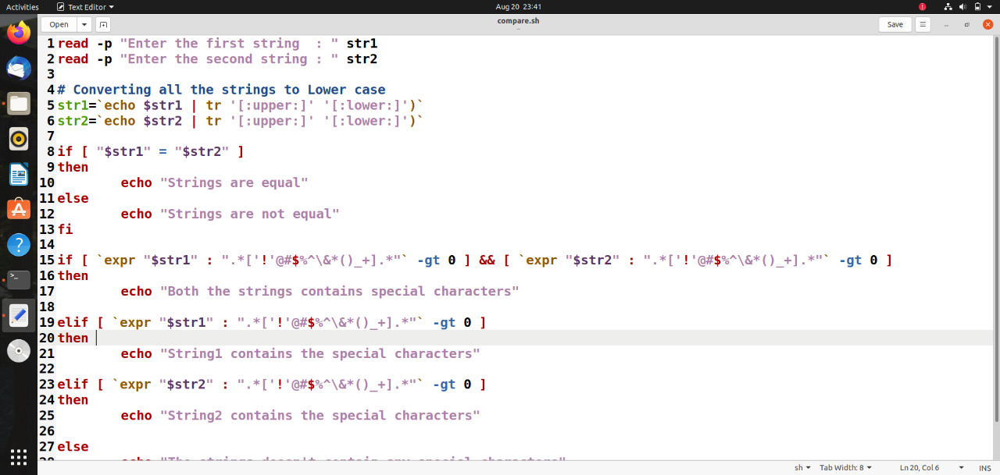 Activities Text Editor Aug 20 23:41
Open compare.sh Save
~
1 read -p "Enter the first string  : " str1
2 read -p "Enter the second string : " str2
3
4 # Converting all the strings to Lower case
5 str1=`echo $str1 | tr '[:upper:]' '[:lower:]')`
6 str2=`echo $str2 | tr '[:upper:]' '[:lower:]')`
7
8 if [ "$str1" = "$str2" ]
9 then
10         echo "Strings are equal"
11 else
12         echo "Strings are not equal"
13 fi
14
15 if [ `expr "$str1" : ".*['!'@#$%^\&*()_+].*"` -gt 0 ] && [ `expr "$str2" : ".*['!'@#$%^\&*()_+].*"` -gt 0 ]
16 then
17         echo "Both the strings contains special characters"
18
19 elif [ `expr "$str1" : ".*['!'@#$%^\&*()_+].*"` -gt 0 ]
20 then
21         echo "String1 contains the special characters"
22
23 elif [ `expr "$str2" : ".*['!'@#$%^\&*()_+].*"` -gt 0 ]
24 then
25         echo "String2 contains the special characters"
26
27 else
28         echo "The strings doesn't contain any special characters"
sh Tab Width: 8 Ln 20, Col 6 INS